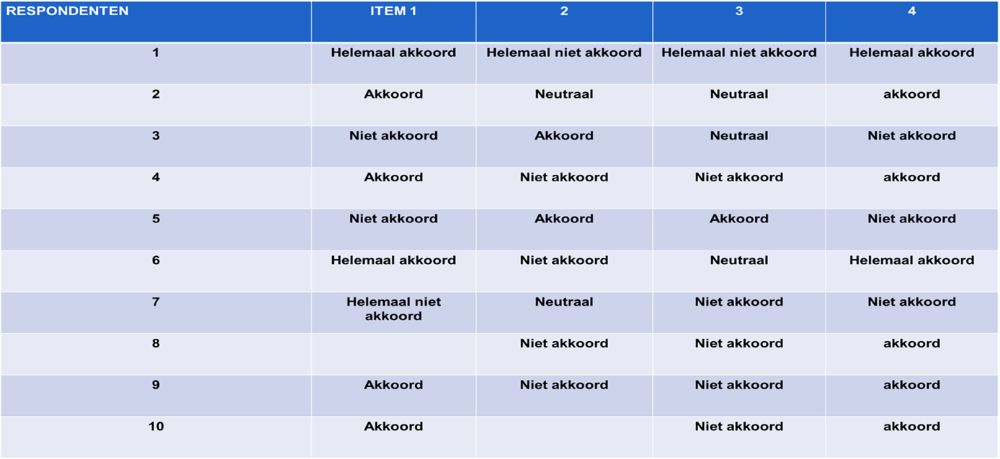 RESPONDENTEN ITEM 1 2 3 4
1 Helemaal akkoord Helemaal niet akkoord Helemaal niet akkoord Helemaal akkoord
2 Akkoord Neutraal Neutraal akkoord
3 Niet akkoord Akkoord Neutraal Niet akkoord
4 Akkoord Niet akkoord Niet akkoord akkoord
5 Niet akkoord Akkoord Akkoord Niet akkoord
6 Helemaal akkoord Niet akkoord Neutraal Helemaal akkoord
7 Helemaal niet Neutraal Niet akkoord Niet akkoord
akkoord
8 Niet akkoord Niet akkoord akkoord
9 Akkoord Niet akkoord Niet akkoord akkoord
10 Akkoord Niet akkoord akkoord